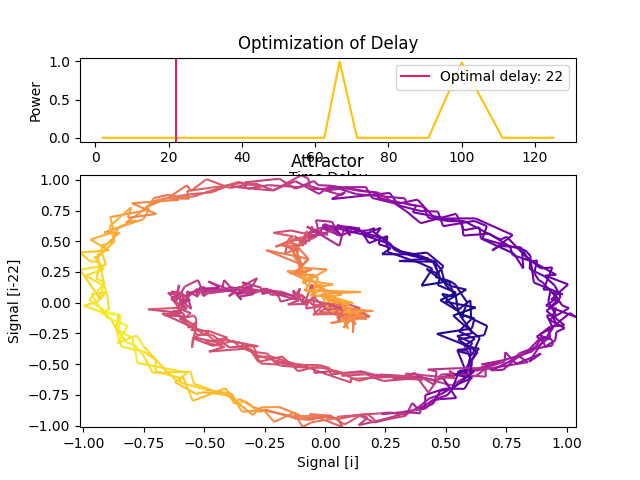 Optimization of Delay
Power
1.0
0.5
0.0
Optimal delay: 22
0 20 40 60 80 100 120
Time Delay
Attractor
Signal [i-22]
1.00
0.75
0.50
0.25
0.00
−0.25
−0.50
−0.75
−1.00
−1.00 −0.75 −0.50 −0.25 0.00 0.25 0.50 0.75 1.00
Signal [i]